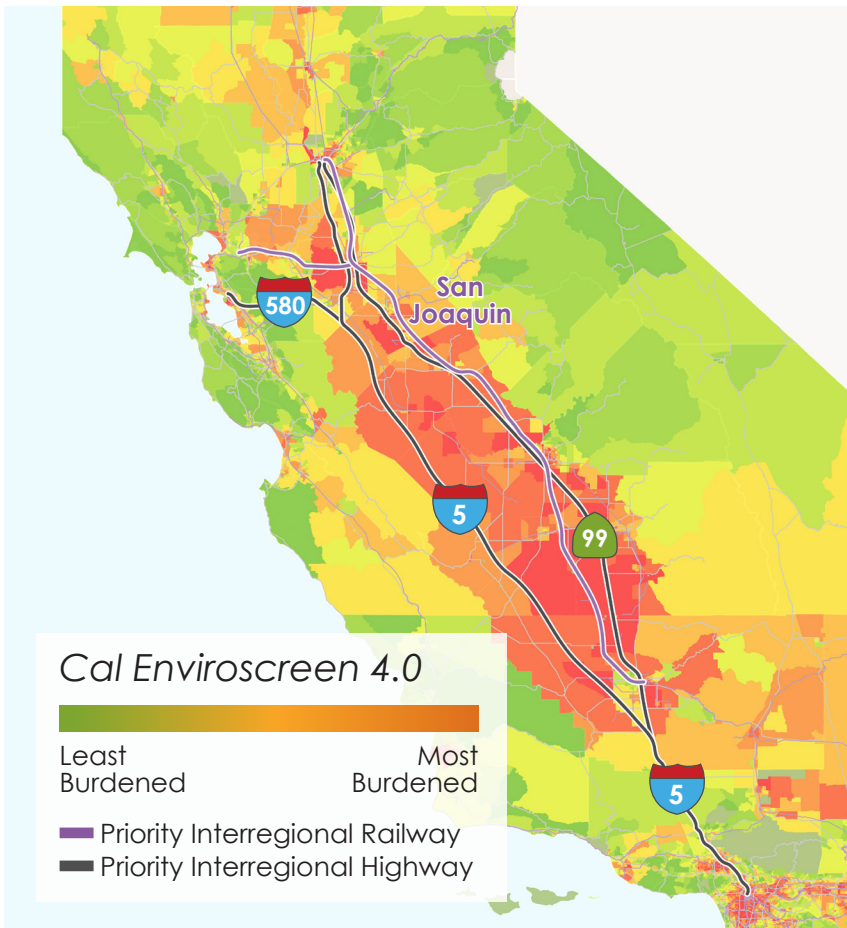 580
San
Joaquin
5
99
Cal Enviroscreen 4.0
Least
Burdened
Most
Burdened
Priority Interregional Railway
Priority Interregional Highway
5